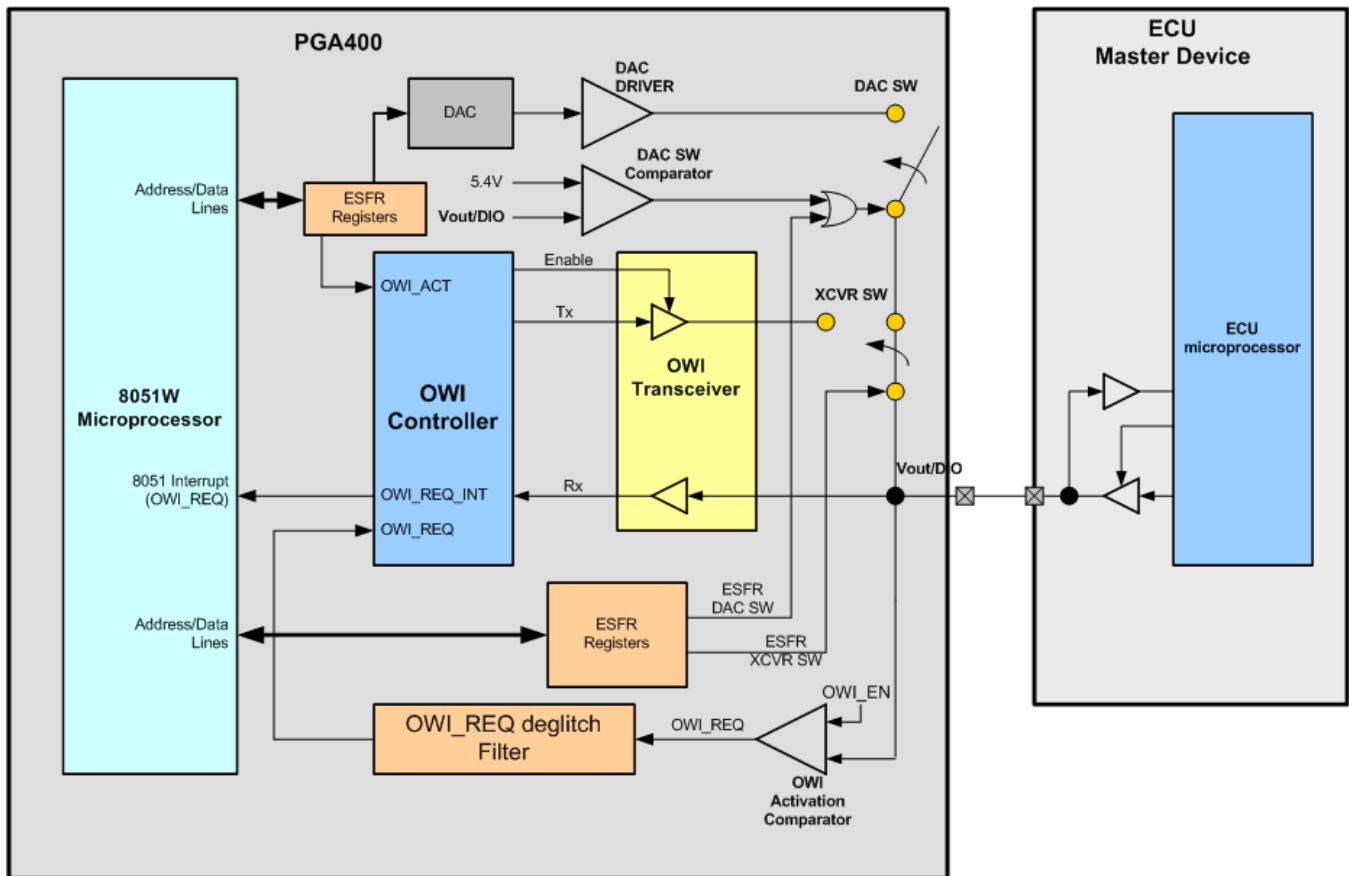 PGA400
ECU
Master Device
DAC
DRIVER
DAC SW
DAC
DAC SW
Comparator
5.4V
Vout/DIO
Address/Data
Lines
ESFR
Registers
Enable
OWI_ACT
Tx
XCVR SW
OWI
Transceiver
ECU
microprocessor
8051W
Microprocessor
OWI
Controller
Vout/DIO
8051 Interrupt
(OWI_REQ)
OWI_REQ_INT
Rx
OWI_REQ
ESFR
DAC SW
Address/Data
Lines
ESFR
Registers
ESFR
XCVR SW
OWI_EN
OWI_REQ deglitch
Filter
OWI_REQ
OWI
Activation
Comparator